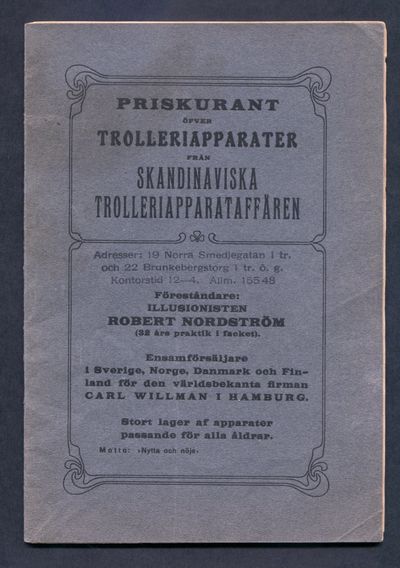 PRISKURANT
ÖFVER
TROLLERIAPPARATER
FRÅN
SKANDINAVISKA
TROLLERIAPPARATAFFÄREN
Adresser: 19 Norra Smedjegatan 1 tr.
och 22 Brunkebergstorg 1 tr. ö. g.
Kontorstid 12–4. Allm. 155 48
Föreståndare:
ILLUSIONISTEN
ROBERT NORDSTRÖM
(32 års praktik i facket).
Ensamförsäljare
i Sverige, Norge, Danmark och Fin-
land för den världsbekanta firman
CARL WILLMAN I HAMBURG.
Stort lager af apparater
passande för alla åldrar.
Motto: »Nytta och nöje»